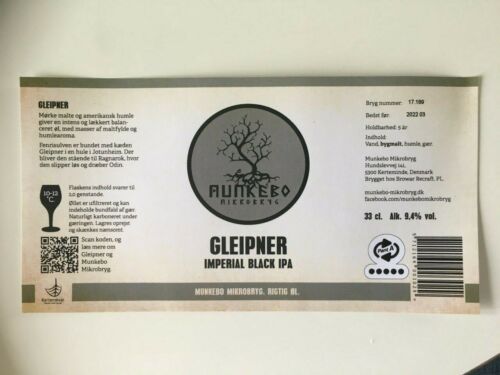 GLEIPNER
Mørke malte og amerikansk humle
giver en intens og lækkert balan-
ceret øl, med masser af maltfylde og
humlearoma.
Fenrisulven er bundet med kæden
Gleipner i en hule i Jotunheim. Der
bliver den stående til Ragnarok, hvor
den slipper løs og dræber Odin.
10-12
°C
Flaskens indhold svarer til
2,0 genstande.
Øllet er ufiltreret og kan
indeholde bundfald af gær.
Naturligt karboneret under
gæringen. Lagres oprejst
og skænkes nænsomt.
Scan koden, og
læs mere om
Gleipner og
Munkebo
Mikrobryg.
Kerteminde
MUNKEBO
MIKROBRYG
GLEIPNER
IMPERIAL BLACK IPA
MUNKEBO MIKROBRYG. RIGTIG ØL.
Bryg nummer: 17.189
Bedst før: 2022 03
Holdbarhed: 5 år
Indhold:
Vand, bygmalt, humle, gær.
Munkebo Mikrobryg
Hundslevvej 141,
5300 Kerteminde, Denmark
Brygget hos Browar Recraft, PL.
munkebo-mikrobryg.dk
facebook.com/munkebomikrobryg
33 cl. Alk. 9,4% vol.
Pant A